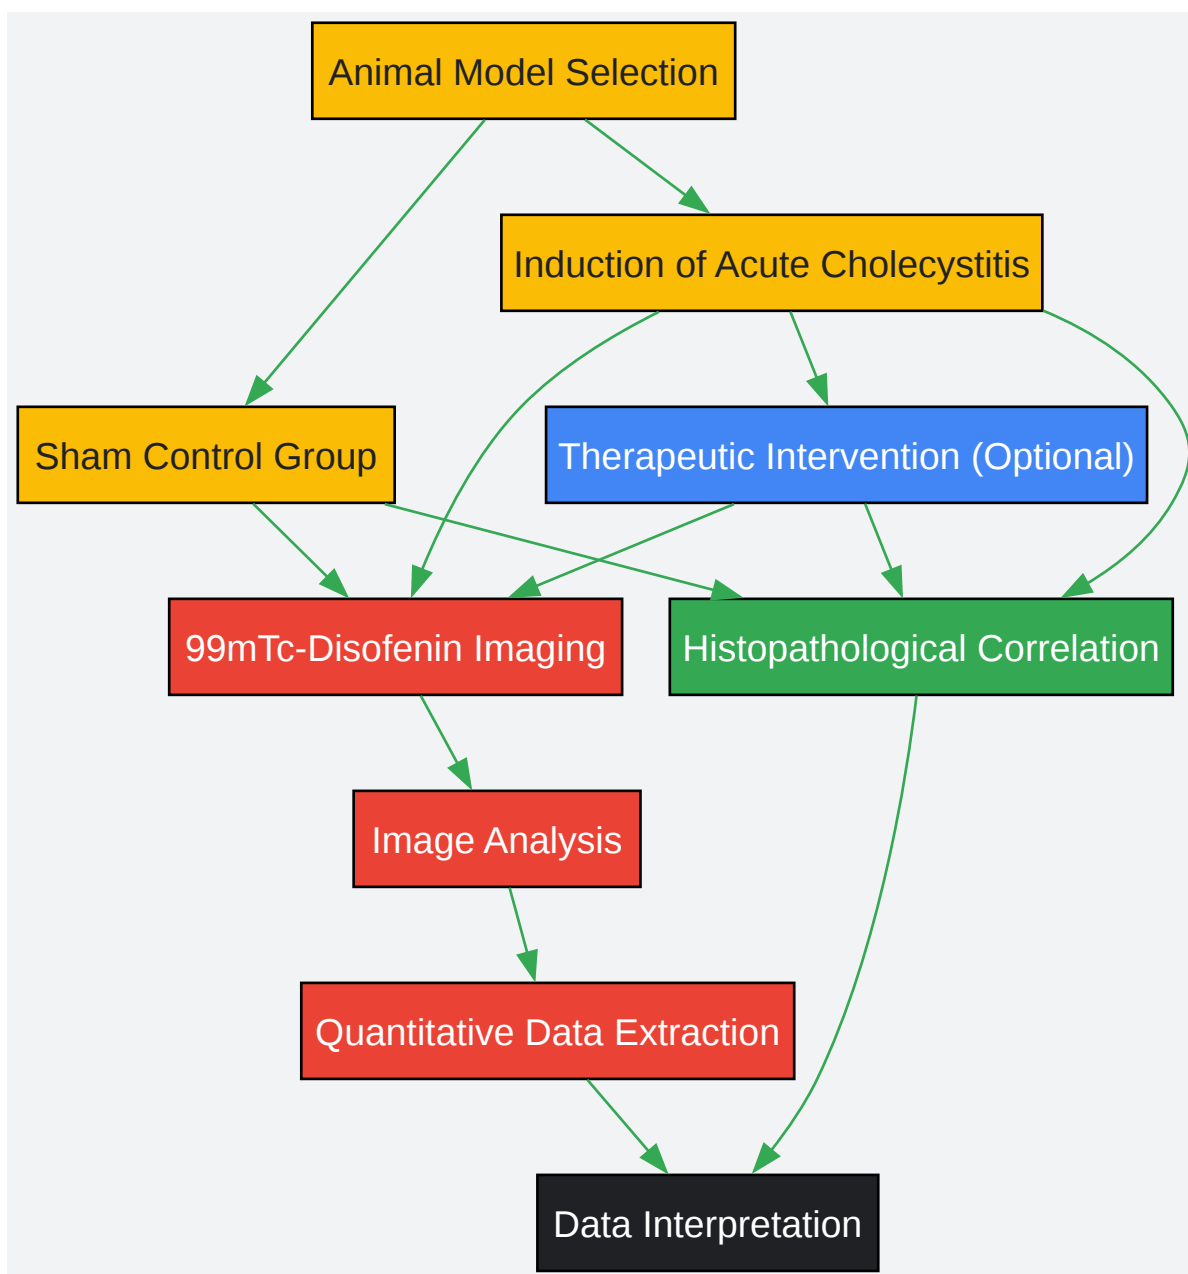 Animal Model Selection
Induction of Acute Cholecystitis
Sham Control Group
Therapeutic Intervention (Optional)
99mTc-Disofenin Imaging
Histopathological Correlation
Image Analysis
Quantitative Data Extraction
Data Interpretation